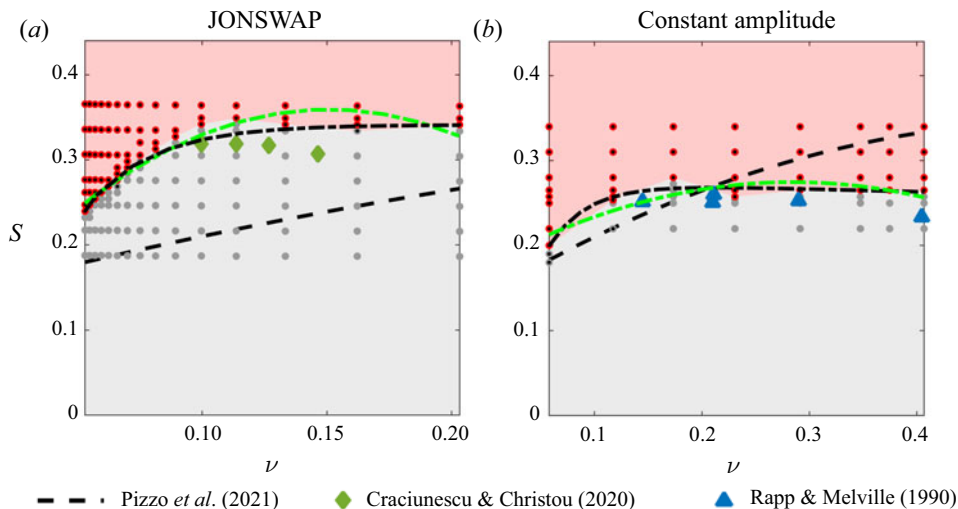 JONSWAP
Constant amplitude
(a)
(b)
0.4
0.3
S
0.2
0.1
0
0.10
0.15
0.20
ν
0.4
0.3
0.2
0.1
0
0.1
0.2
0.3
0.4
ν
Pizzo et al. (2021)
Craciunescu & Christou (2020)
Rapp & Melville (1990)